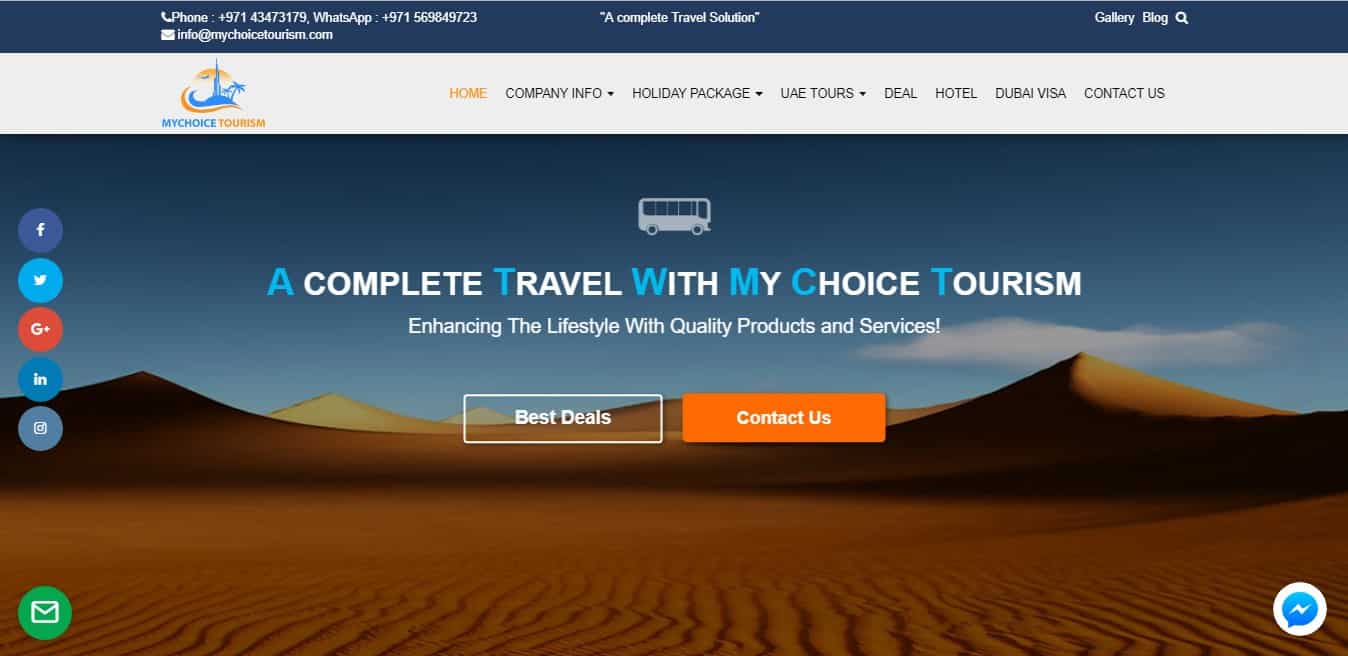 Phone : +971 43473179, WhatsApp : +971 569849723
info@mychoicetourism.com
"A complete Travel Solution"
Gallery Blog
MYCHOICE TOURISM
HOME COMPANY INFO HOLIDAY PACKAGE UAE TOURS DEAL HOTEL DUBAI VISA CONTACT US
f
G+
in
A COMPLETE TRAVEL WITH MY CHOICE TOURISM
Enhancing The Lifestyle With Quality Products and Services!
Best Deals Contact Us